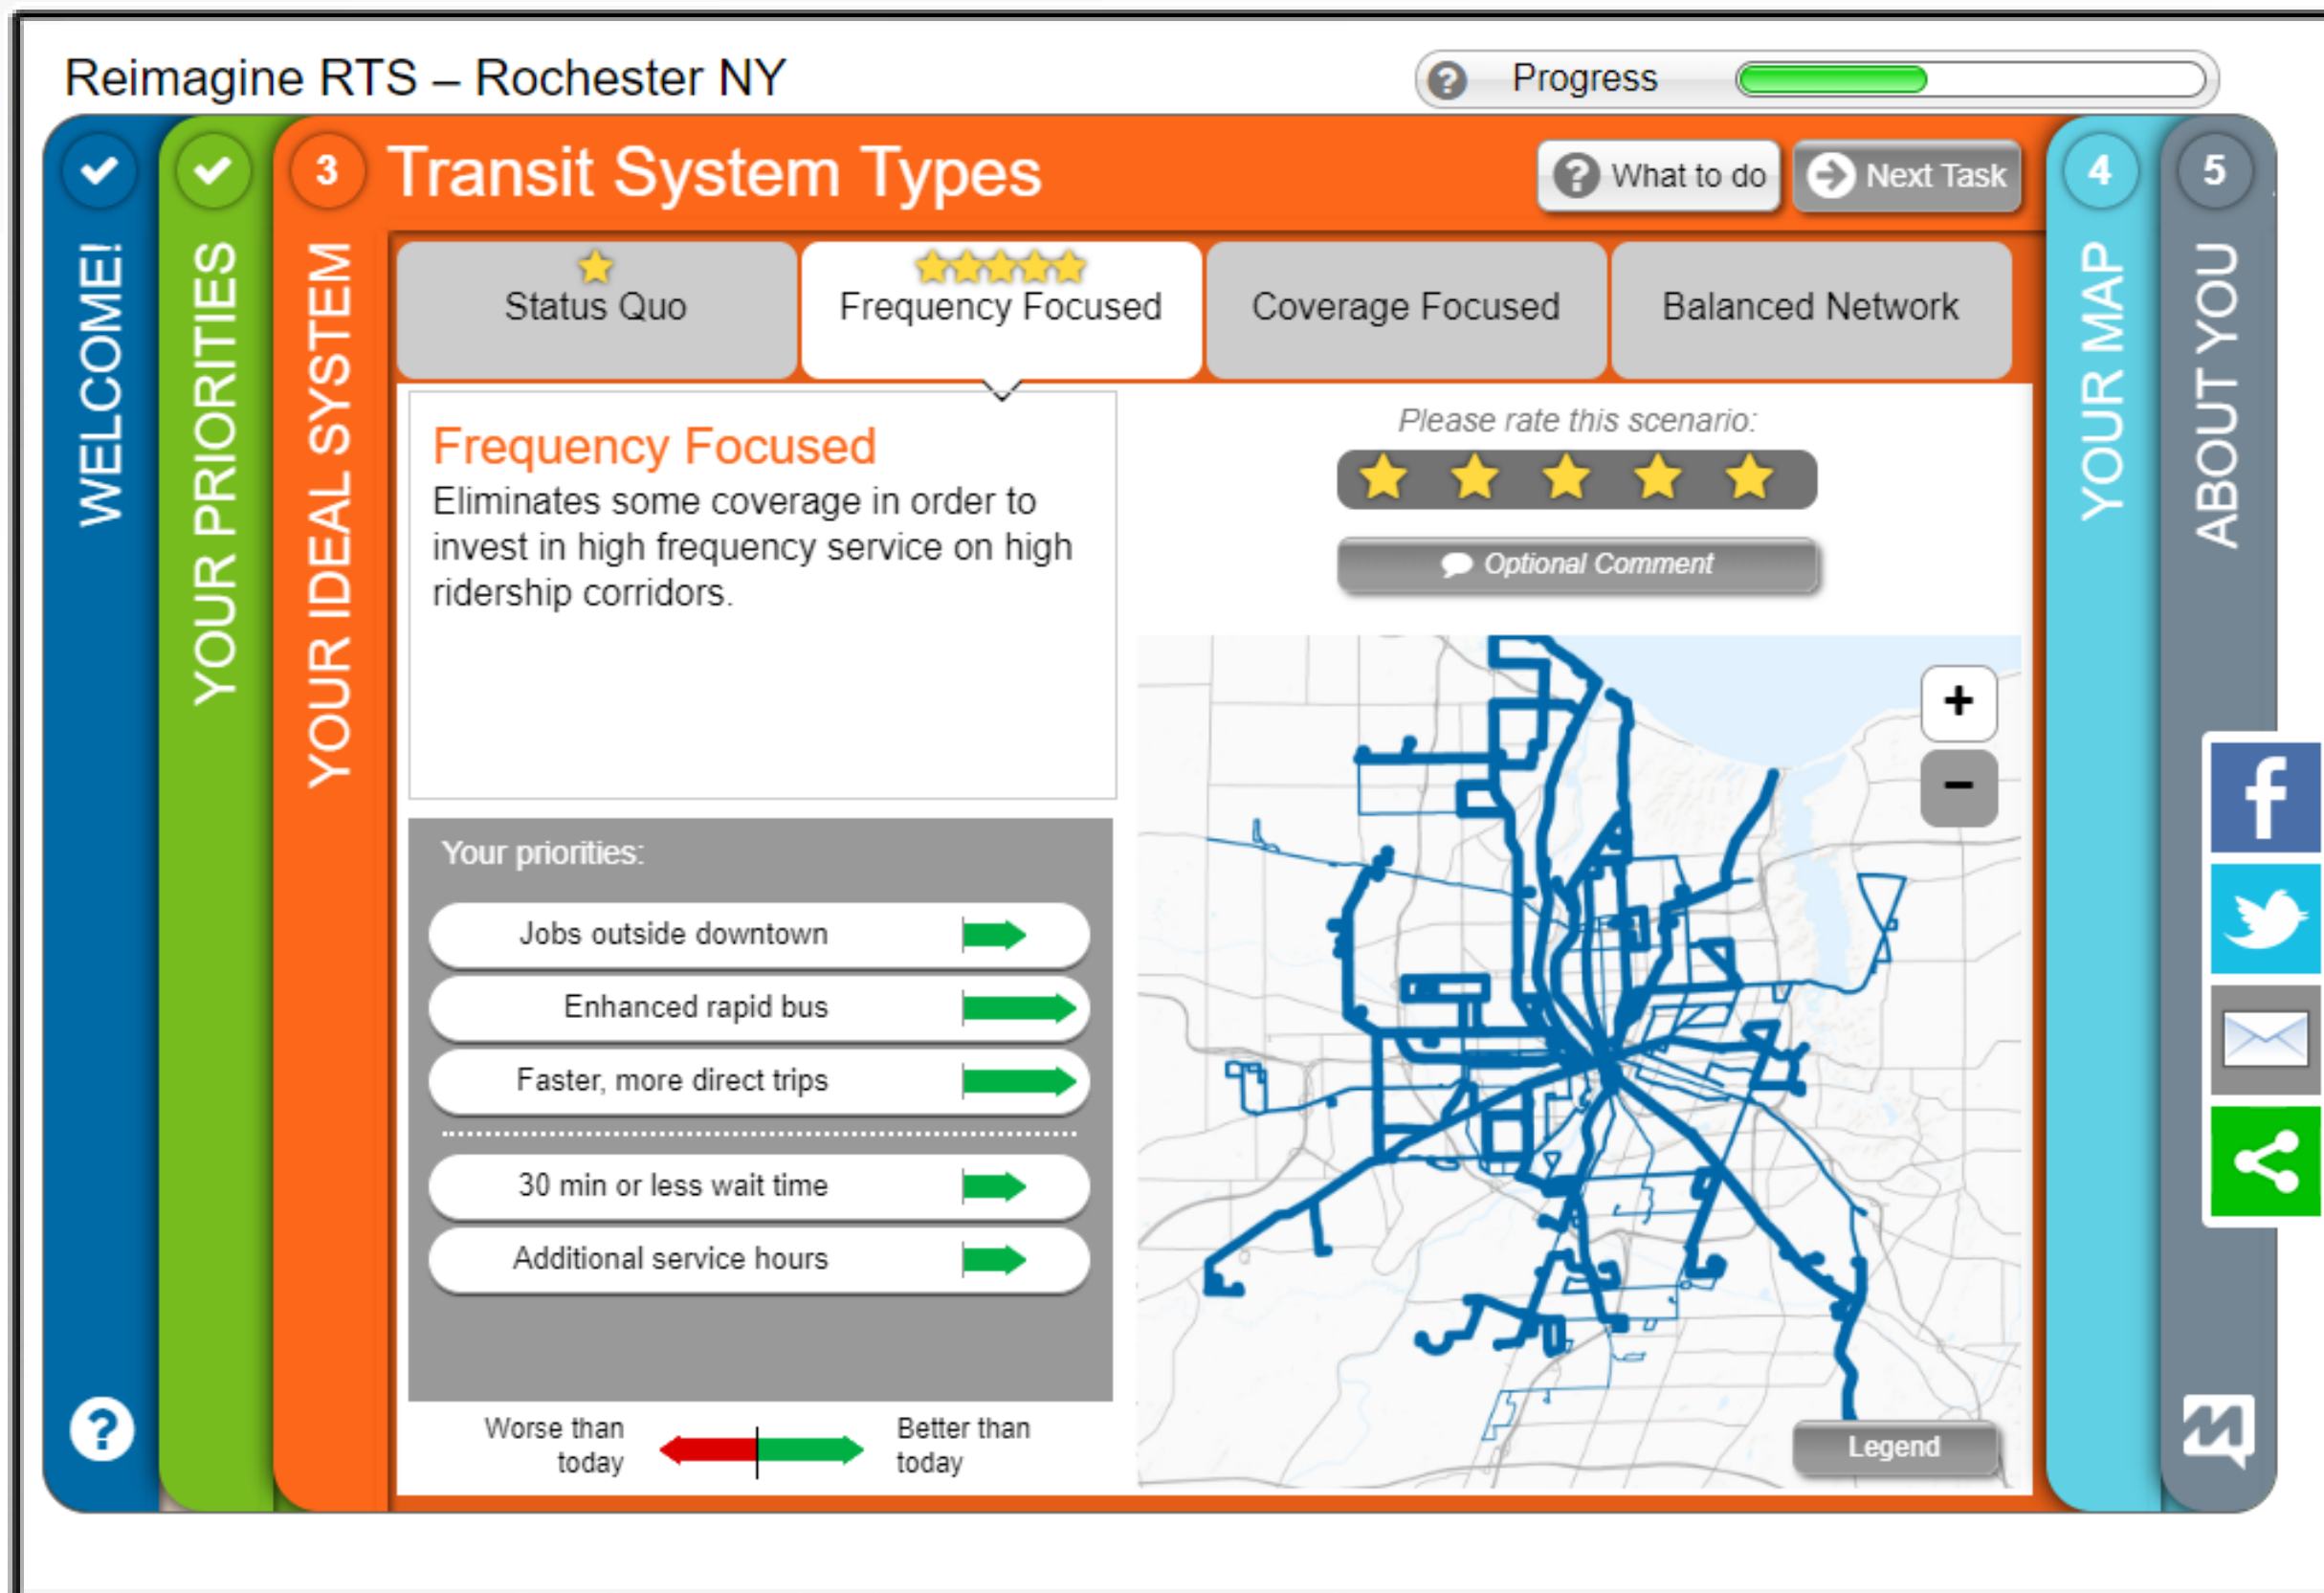 Reimagine RTS – Rochester NY
? Progress
WELCOME!
?
YOUR PRIORITIES
3
YOUR IDEAL SYSTEM
Transit System Types
? What to do
Next Task
Status Quo
Frequency Focused
Coverage Focused
Balanced Network
Frequency Focused
Eliminates some coverage in order to
invest in high frequency service on high
ridership corridors.
Please rate this scenario:
Optional Comment
Your priorities:
Jobs outside downtown
Enhanced rapid bus
Faster, more direct trips
30 min or less wait time
Additional service hours
Worse than
today
Better than
today
+
−
Legend
4
YOUR MAP
5
ABOUT YOU
f